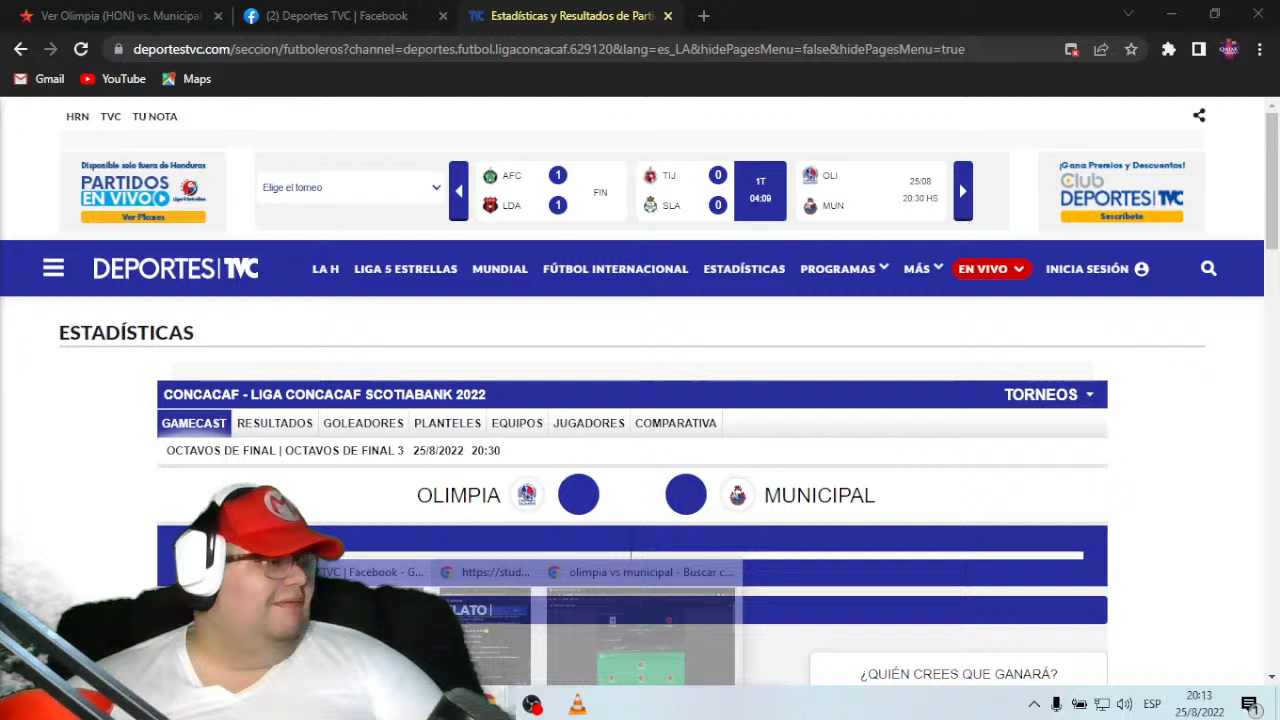 Ver Olimpia (HON) vs. Municipal
(2) Deportes TVC | Facebook
Estadísticas y Resultados de Parti
deportestvc.com/seccion/futboleros?channel=deportes.futbol.ligaconcacaf.629120&lang=es_LA&hidePagesMenu=false&hidePagesMenu=true
Gmail YouTube Maps
HRN TVC TU NOTA
Disponible solo fuera de Honduras
PARTIDOS
EN VIVO
Ver Planes
Elige el torneo
AFC 1
LDA 1
FIN
TIJ 0
SLA 0
1T
04:09
OLI
MUN
25/08
20:30 HS
¡Gana Premios y Descuentos!
Club
DEPORTES TVC
Suscríbete
DEPORTES TVC
LA H LIGA 5 ESTRELLAS MUNDIAL FÚTBOL INTERNACIONAL ESTADÍSTICAS PROGRAMAS MÁS EN VIVO INICIA SESIÓN
ESTADÍSTICAS
CONCACAF - LIGA CONCACAF SCOTIABANK 2022 TORNEOS
GAMECAST RESULTADOS GOLEADORES PLANTELES EQUIPOS JUGADORES COMPARATIVA
OCTAVOS DE FINAL | OCTAVOS DE FINAL 3 25/8/2022 20:30
OLIMPIA MUNICIPAL
TVC | Facebook - G... https://stud... olimpia vs municipal - Buscar c...
LATO
¿QUIÉN CREES QUE GANARÁ?
ESP
20:13
25/8/2022
1